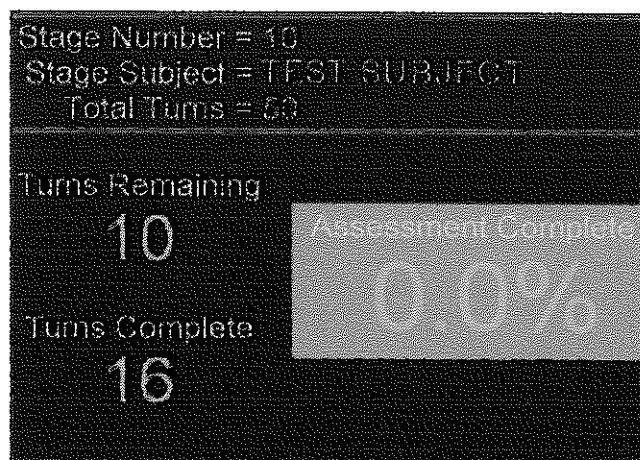 Stage Number = 10
Stage Subject = TEST SUBJECT
Total Turns = 50
Turns Remaining
10
Assessment Complete
0.0%
Turns Complete
16